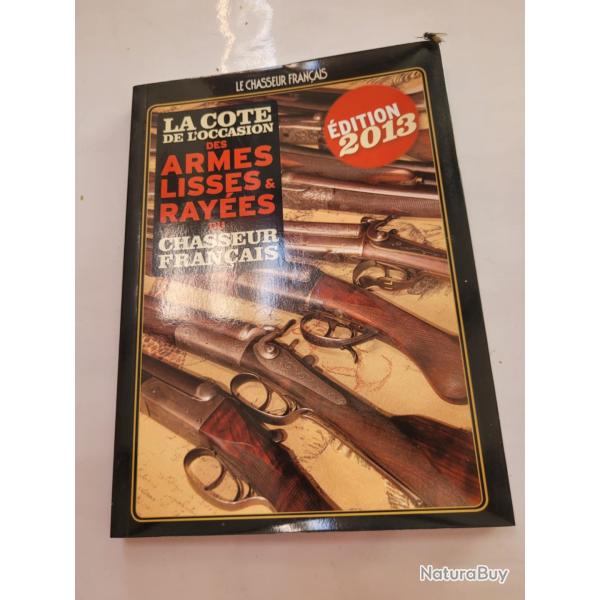 LE CHASSEUR FRANÇAIS
LA COTE
DE L'OCCASION
DES
ARMES
LISSES &
RAYÉES
DU
CHASSEUR
FRANÇAIS
ÉDITION
2013
NaturaBuy